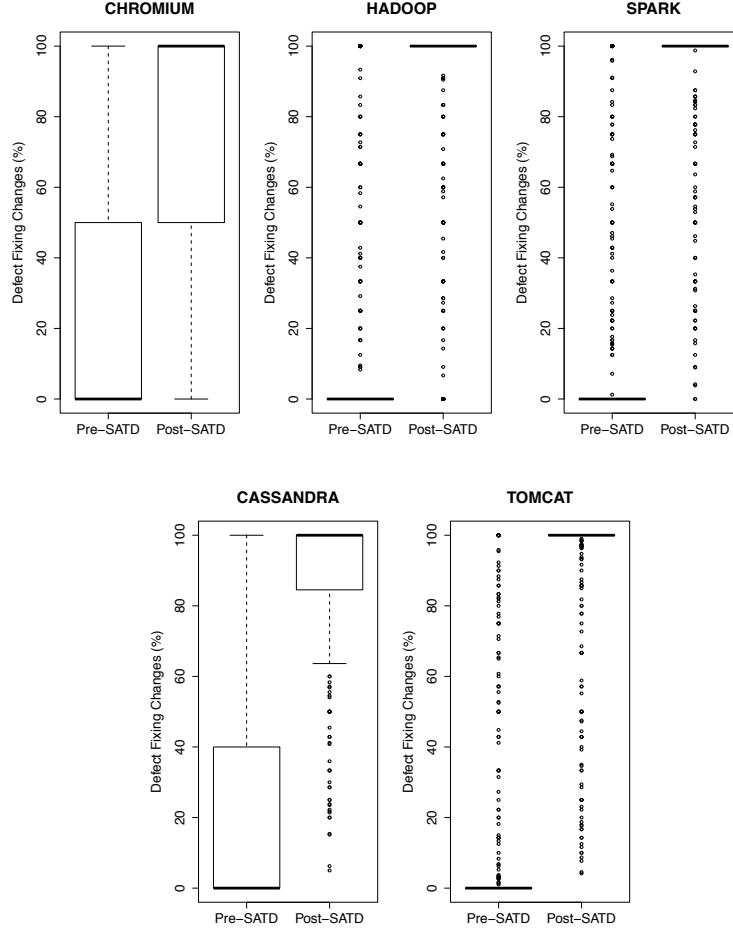 CHROMIUM
Defect Fixing Changes (%)
100
80
60
40
20
0
Pre−SATD Post−SATD
HADOOP
Defect Fixing Changes (%)
100
80
60
40
20
0
Pre−SATD Post−SATD
SPARK
Defect Fixing Changes (%)
100
80
60
40
20
0
Pre−SATD Post−SATD
CASSANDRA
Defect Fixing Changes (%)
100
80
60
40
20
0
Pre−SATD Post−SATD
TOMCAT
Defect Fixing Changes (%)
100
80
60
40
20
0
Pre−SATD Post−SATD